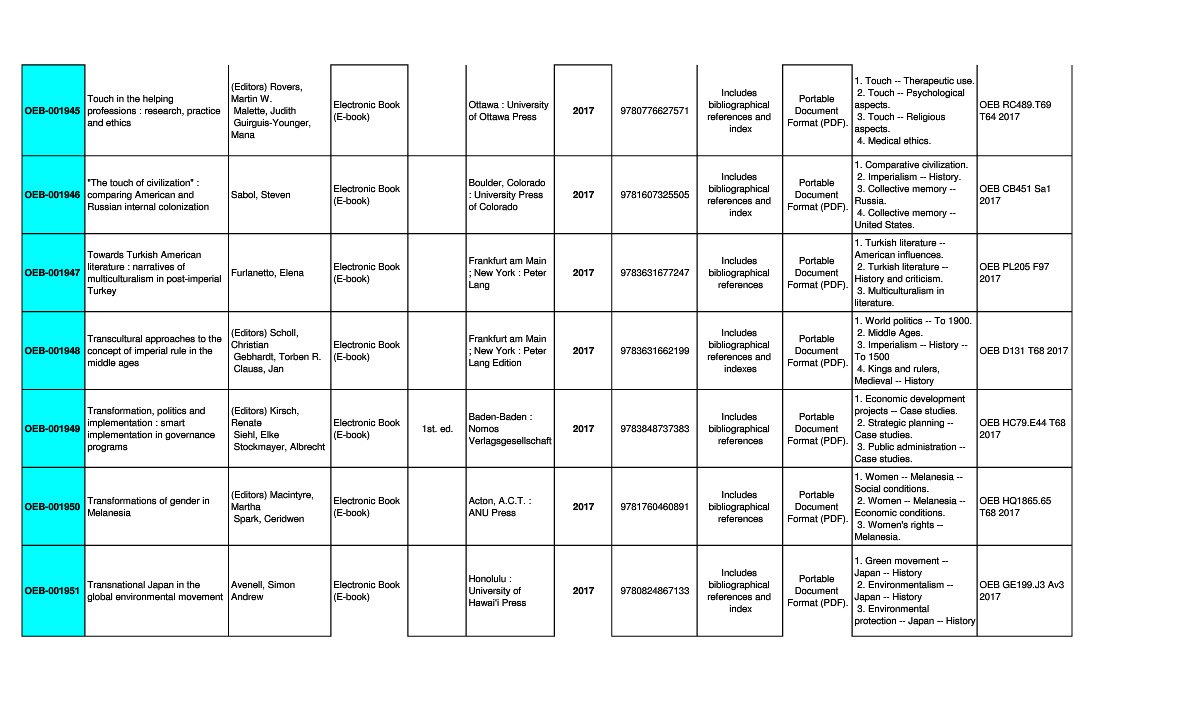 OEB-001945
Touch in the helping
professions : research, practice
and ethics
(Editors) Rovers,
Martin W.
Malette, Judith
Guirguis-Younger,
Mana
Electronic Book
(E-book)
Ottawa : University
of Ottawa Press
2017
9780776627571
Includes
bibliographical
references and
index
Portable
Document
Format (PDF).
1. Touch -- Therapeutic use.
2. Touch -- Psychological
aspects.
3. Touch -- Religious
aspects.
4. Medical ethics.
OEB RC489.T69
T64 2017
OEB-001946
"The touch of civilization" :
comparing American and
Russian internal colonization
Sabol, Steven
Electronic Book
(E-book)
Boulder, Colorado
: University Press
of Colorado
2017
9781607325505
Includes
bibliographical
references and
index
Portable
Document
Format (PDF).
1. Comparative civilization.
2. Imperialism -- History.
3. Collective memory --
Russia.
4. Collective memory --
United States.
OEB CB451 Sa1
2017
OEB-001947
Towards Turkish American
literature : narratives of
multiculturalism in post-imperial
Turkey
Furlanetto, Elena
Electronic Book
(E-book)
Frankfurt am Main
; New York : Peter
Lang
2017
9783631677247
Includes
bibliographical
references
Portable
Document
Format (PDF).
1. Turkish literature --
American influences.
2. Turkish literature --
History and criticism.
3. Multiculturalism in
literature.
OEB PL205 F97
2017
OEB-001948
Transcultural approaches to the
concept of imperial rule in the
middle ages
(Editors) Scholl,
Christian
Gebhardt, Torben R.
Clauss, Jan
Electronic Book
(E-book)
Frankfurt am Main
; New York : Peter
Lang Edition
2017
9783631662199
Includes
bibliographical
references and
indexes
Portable
Document
Format (PDF).
1. World politics -- To 1900.
2. Middle Ages.
3. Imperialism -- History --
To 1500
4. Kings and rulers,
Medieval -- History
OEB D131 T68 2017
OEB-001949
Transformation, politics and
implementation : smart
implementation in governance
programs
(Editors) Kirsch,
Renate
Siehl, Elke
Stockmayer, Albrecht
Electronic Book
(E-book)
1st. ed.
Baden-Baden :
Nomos
Verlagsgesellschaft
2017
9783848737383
Includes
bibliographical
references
Portable
Document
Format (PDF).
1. Economic development
projects -- Case studies.
2. Strategic planning --
Case studies.
3. Public administration --
Case studies.
OEB HC79.E44 T68
2017
OEB-001950
Transformations of gender in
Melanesia
(Editors) Macintyre,
Martha
Spark, Ceridwen
Electronic Book
(E-book)
Acton, A.C.T. :
ANU Press
2017
9781760460891
Includes
bibliographical
references
Portable
Document
Format (PDF).
1. Women -- Melanesia --
Social conditions.
2. Women -- Melanesia --
Economic conditions.
3. Women's rights --
Melanesia.
OEB HQ1865.65
T68 2017
OEB-001951
Transnational Japan in the
global environmental movement
Avenell, Simon
Andrew
Electronic Book
(E-book)
Honolulu :
University of
Hawai'i Press
2017
9780824867133
Includes
bibliographical
references and
index
Portable
Document
Format (PDF).
1. Green movement --
Japan -- History
2. Environmentalism --
Japan -- History
3. Environmental
protection -- Japan -- History
OEB GE199.J3 Av3
2017